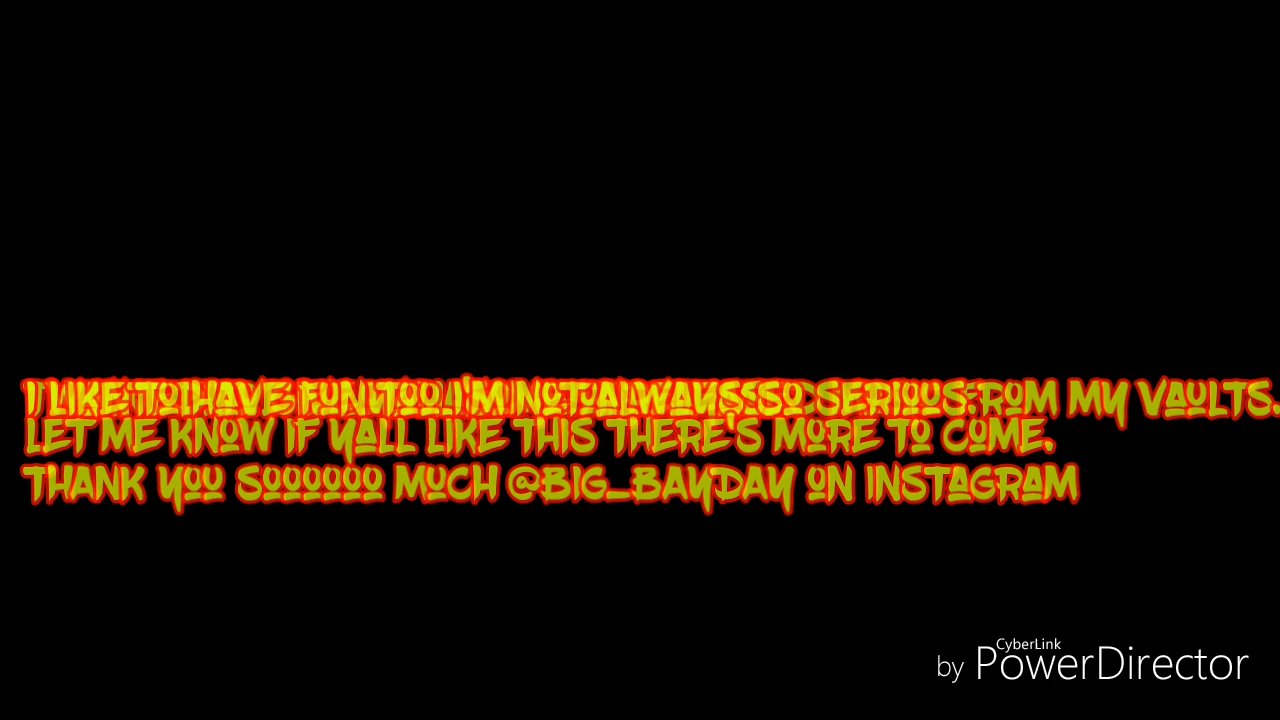 I LIKE TO HAVE FUN TOO I'M NOT ALWAYS SO SERIOUS FROM MY VAULTS.
LET ME KNOW IF YALL LIKE THIS THERE'S MORE TO COME.
THANK YOU SOOOOOO MUCH @BIG_BAYDAY ON INSTAGRAM
by CyberLink PowerDirector